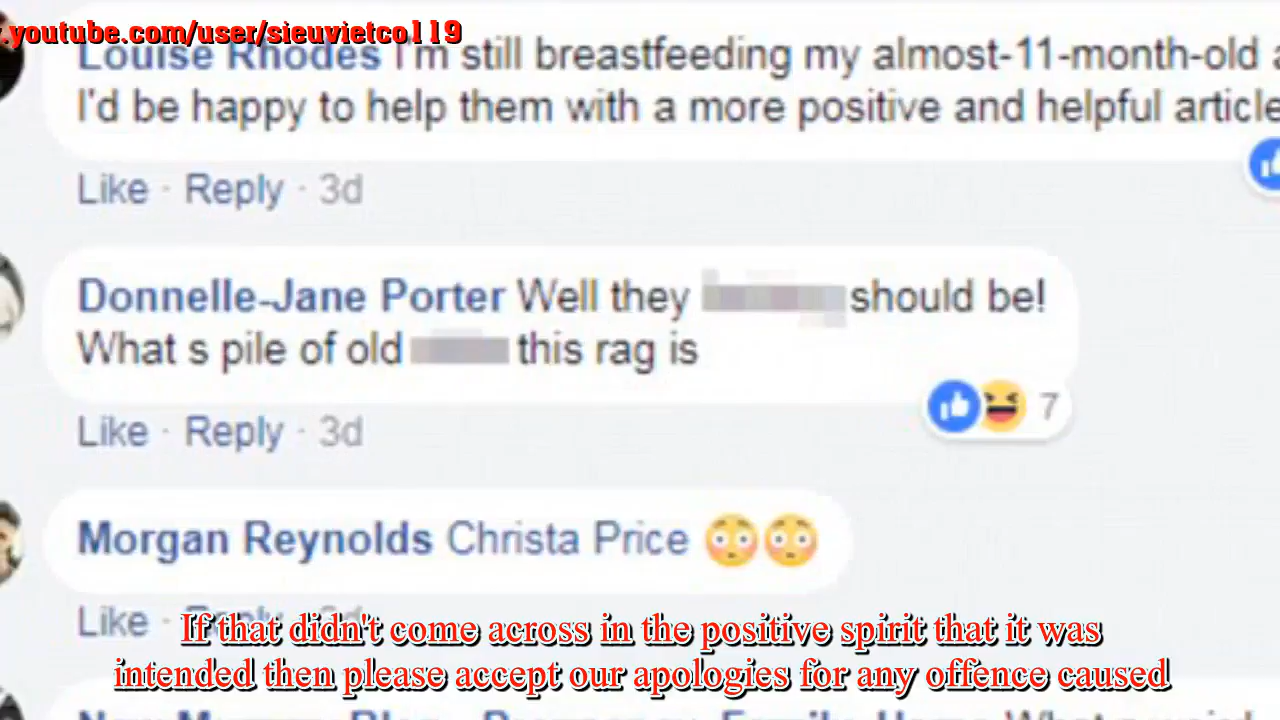 .youtube.com/user/sieuvietco119
Louise Rhodes I'm still breastfeeding my almost-11-month-old
I'd be happy to help them with a more positive and helpful article
Like · Reply · 3d
Donnelle-Jane Porter Well they should be!
What s pile of old this rag is
7
Like · Reply · 3d
Morgan Reynolds Christa Price 😳😳
Like · Reply · 3d
If that didn't come across in the positive spirit that it was
intended then please accept our apologies for any offence caused